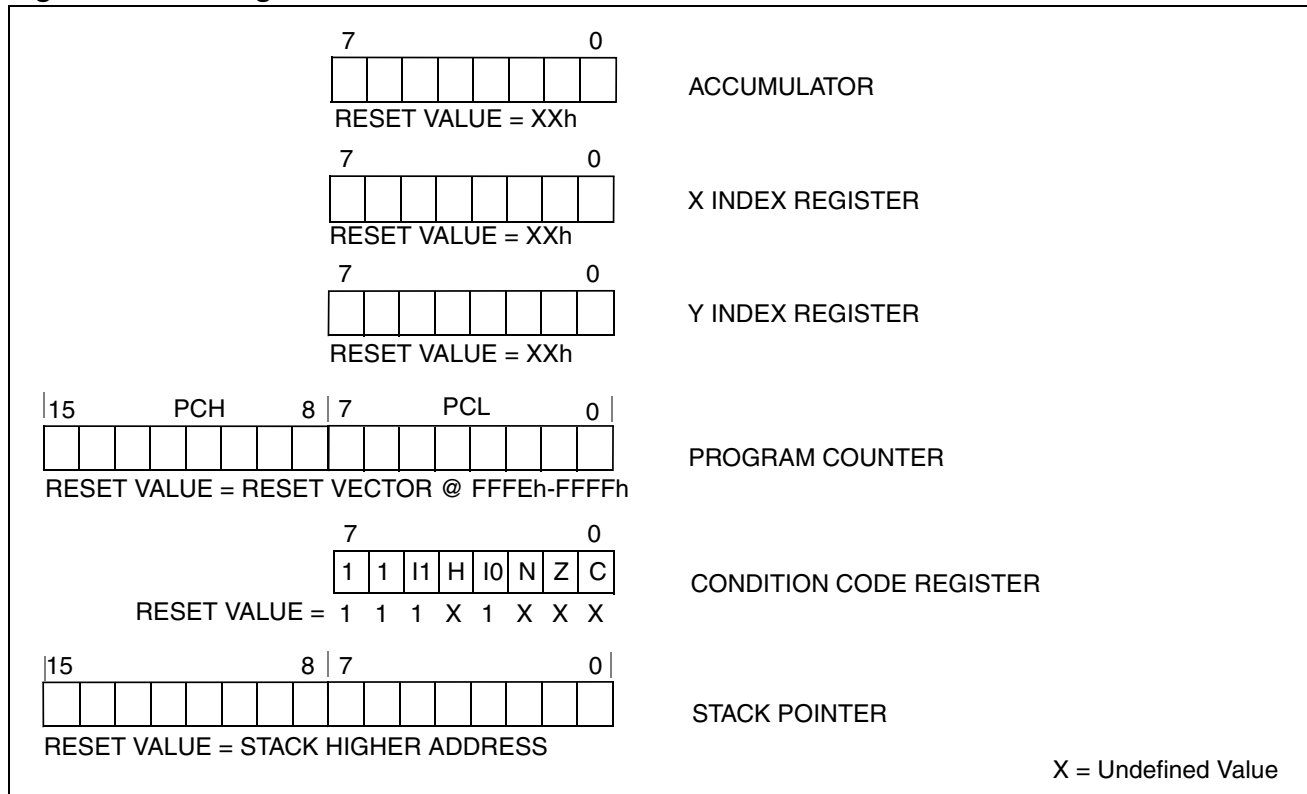 7 0
ACCUMULATOR
RESET VALUE = XXh
7 0
X INDEX REGISTER
RESET VALUE = XXh
7 0
Y INDEX REGISTER
RESET VALUE = XXh
15 PCH 8 7 PCL 0
PROGRAM COUNTER
RESET VALUE = RESET VECTOR @ FFFEh-FFFFh
7 0
1 1 I1 H I0 N Z C
CONDITION CODE REGISTER
RESET VALUE = 1 1 1 X 1 X X X
15 8 7 0
STACK POINTER
RESET VALUE = STACK HIGHER ADDRESS
X = Undefined Value